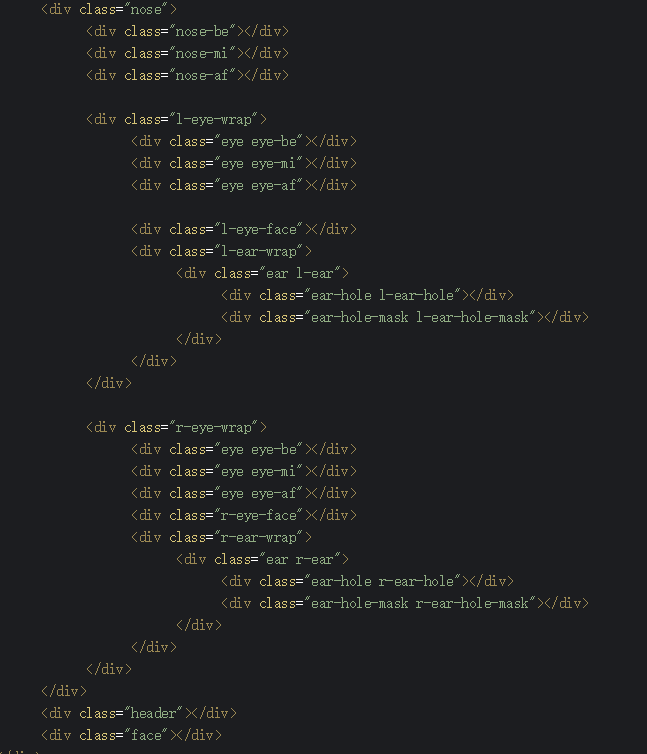 <div class="nose">
<div class="nose-be"></div>
<div class="nose-mi"></div>
<div class="nose-af"></div>
<div class="l-eye-wrap">
<div class="eye eye-be"></div>
<div class="eye eye-mi"></div>
<div class="eye eye-af"></div>
<div class="l-eye-face"></div>
<div class="l-ear-wrap">
<div class="ear l-ear">
<div class="ear-hole l-ear-hole"></div>
<div class="ear-hole-mask l-ear-hole-mask"></div>
</div>
</div>
</div>
<div class="r-eye-wrap">
<div class="eye eye-be"></div>
<div class="eye eye-mi"></div>
<div class="eye eye-af"></div>
<div class="r-eye-face"></div>
<div class="r-ear-wrap">
<div class="ear r-ear">
<div class="ear-hole r-ear-hole"></div>
<div class="ear-hole-mask r-ear-hole-mask"></div>
</div>
</div>
</div>
</div>
<div class="header"></div>
<div class="face"></div>
</div>